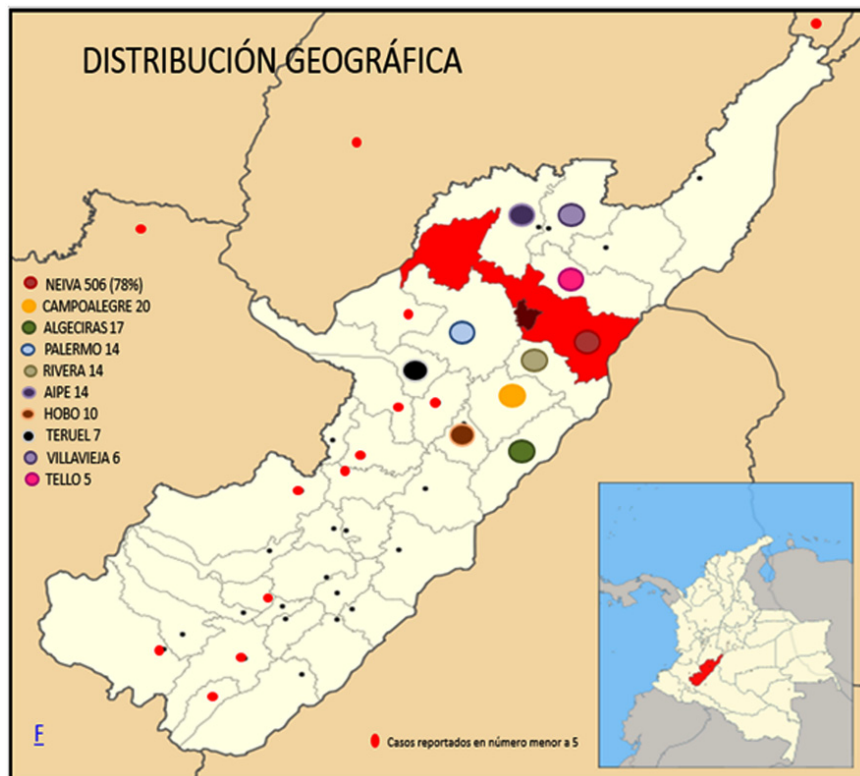 DISTRIBUCIÓN GEOGRÁFICA
NEIVA 506 (78%)
CAMPOALEGRE 20
ALGECIRAS 17
PALERMO 14
RIVERA 14
AIPE 14
HOBO 10
TERUEL 7
VILLAVIEJA 6
TELLO 5
F
Casos reportados en número menor a 5